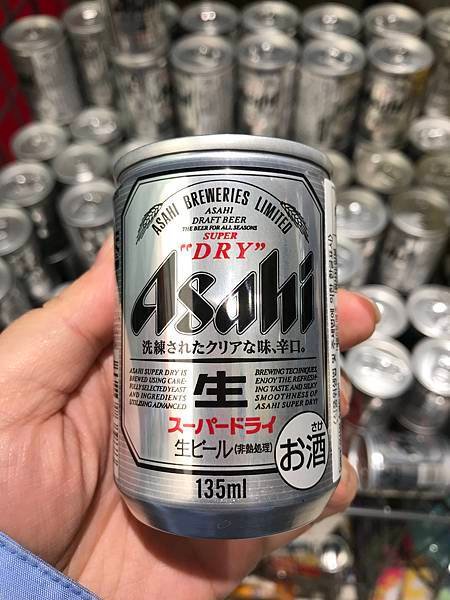 ASAHI BREWERIES LIMITED
ASAHI
DRAFT BEER
THE BEER FOR ALL SEASONS
SUPER
"DRY"
Asahi
洗練されたクリアな味、辛口。
ASAHI SUPER DRY IS
BREWED USING CARE-
FULLY SELECTED YEAST
AND INGREDIENTS
UTILIZING ADVANCED
生
BREWING TECHNIQUES.
ENJOY THE REFRESH-
ING TASTE AND SILKY
SMOOTHNESS OF
ASAHI SUPER DRY!
スーパードライ
生ビール(非熱処理)
さけ
お酒
135ml